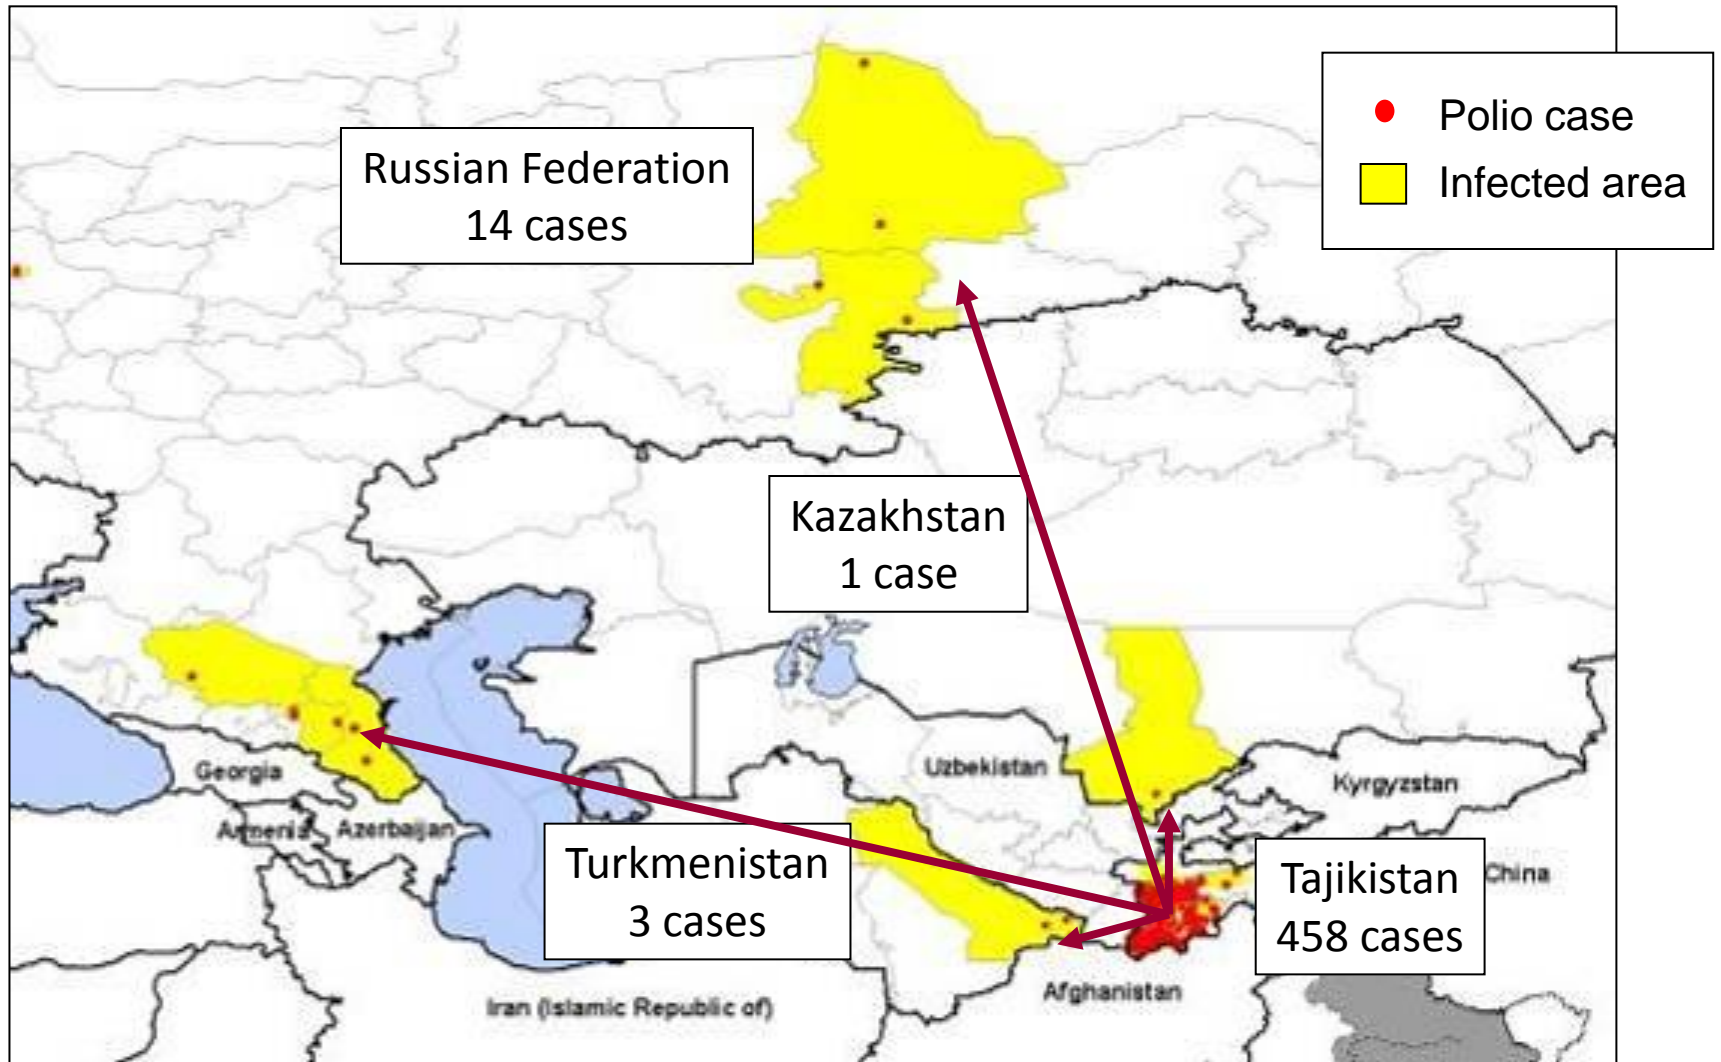 Polio case
Infected area
Russian Federation
14 cases
Kazakhstan
1 case
Uzbekistan
Kyrgyzstan
Georgia
Armenia
Azerbaijan
Turkmenistan
3 cases
Tajikistan
458 cases
China
Afghanistan
Iran (Islamic Republic of)